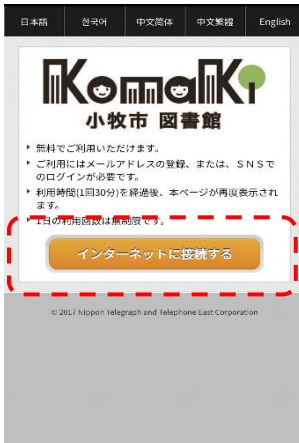 日本語 한국어 中文简体 中文繁體 English
Komaki
小牧市 図書館
無料でご利用いただけます。
ご利用にはメールアドレスの登録、または、ＳＮＳで
のログインが必要です。
利用時間(1回30分)を経過後、本ページが再度表示され
ます。
1日の利用回数は無制限です。
インターネットに接続する
© 2017 Nippon Telegraph and Telephone East Corporation